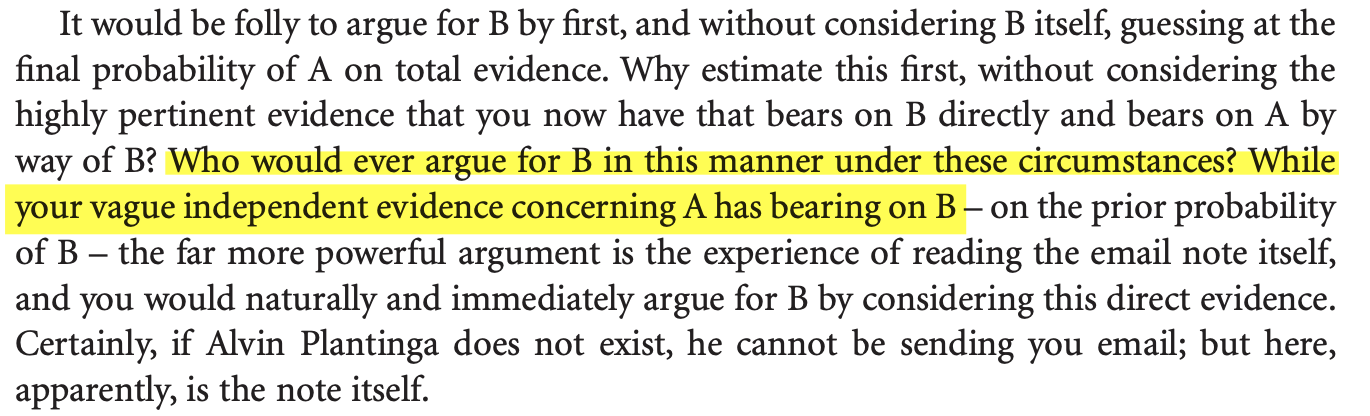 It would be folly to argue for B by first, and without considering B itself, guessing at the
final probability of A on total evidence. Why estimate this first, without considering the
highly pertinent evidence that you now have that bears on B directly and bears on A by
way of B? Who would ever argue for B in this manner under these circumstances? While
your vague independent evidence concerning A has bearing on B – on the prior probability
of B – the far more powerful argument is the experience of reading the email note itself,
and you would naturally and immediately argue for B by considering this direct evidence.
Certainly, if Alvin Plantinga does not exist, he cannot be sending you email; but here,
apparently, is the note itself.